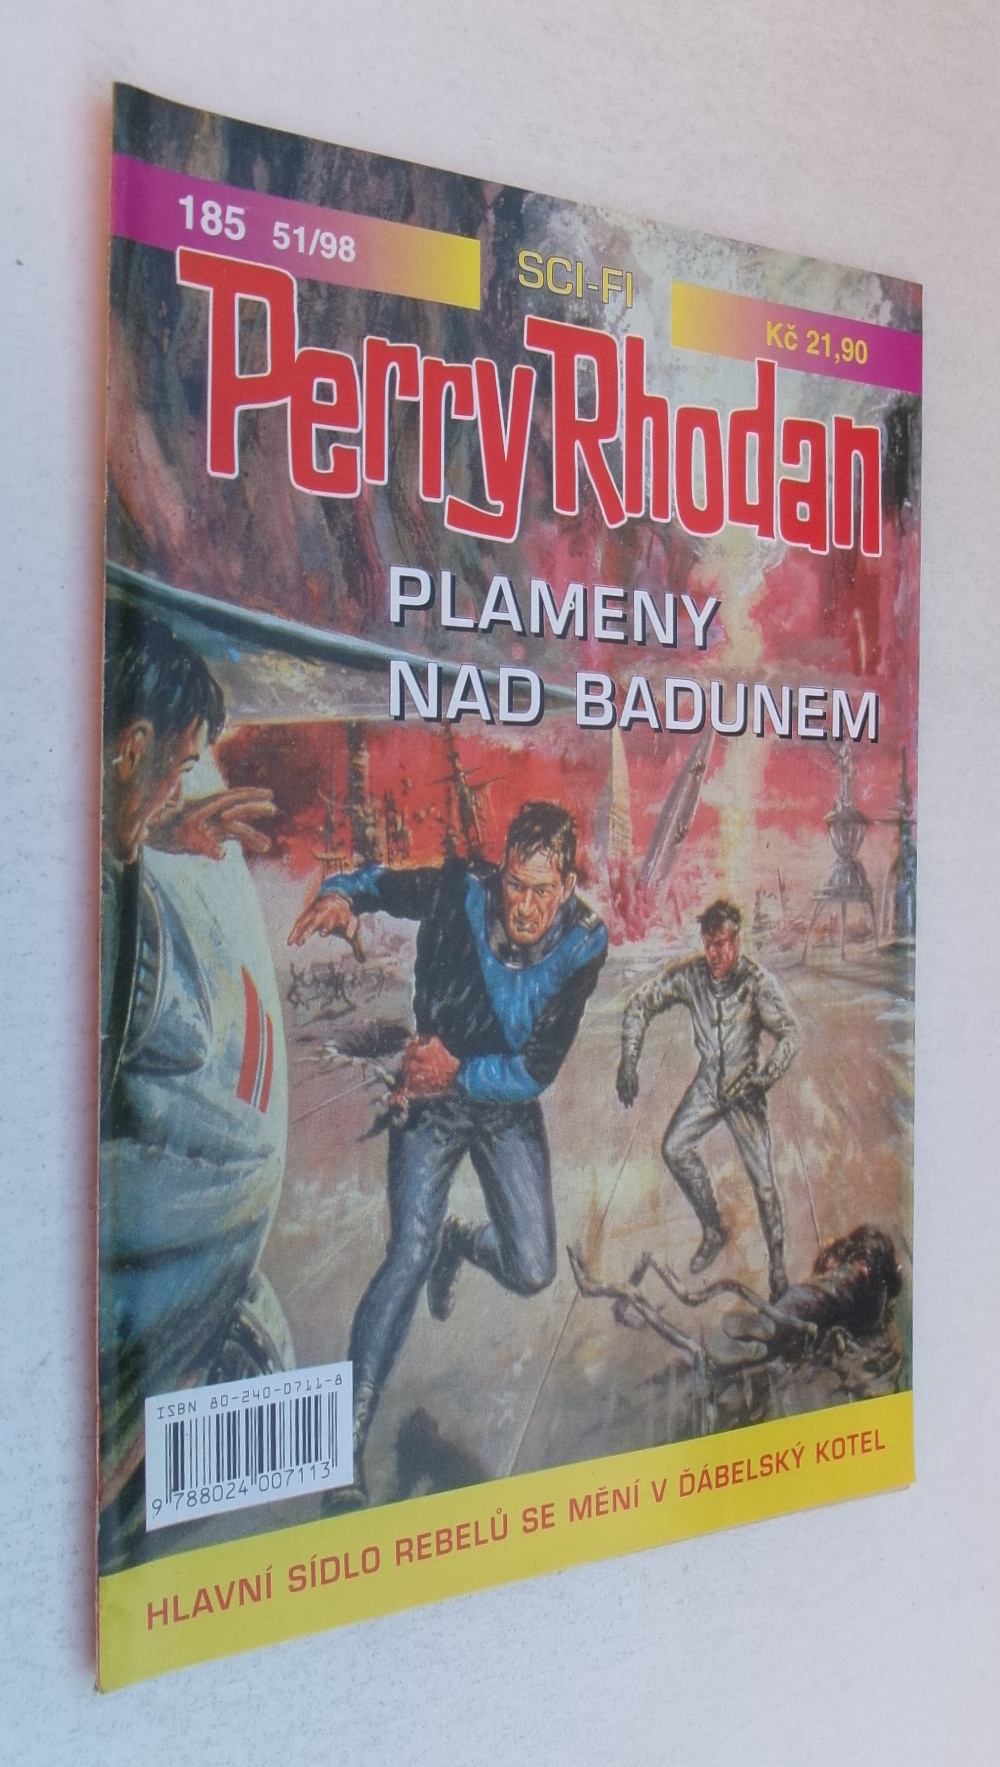 185 51/98
SCI-FI
Kč 21,90
Perry Rhodan
PLAMENY
NAD BADUNEM
ISBN 80-240-0711-8
9 788024 007113
HLAVNÍ SÍDLO REBELŮ SE MĚNÍ V ĎÁBELSKÝ KOTEL